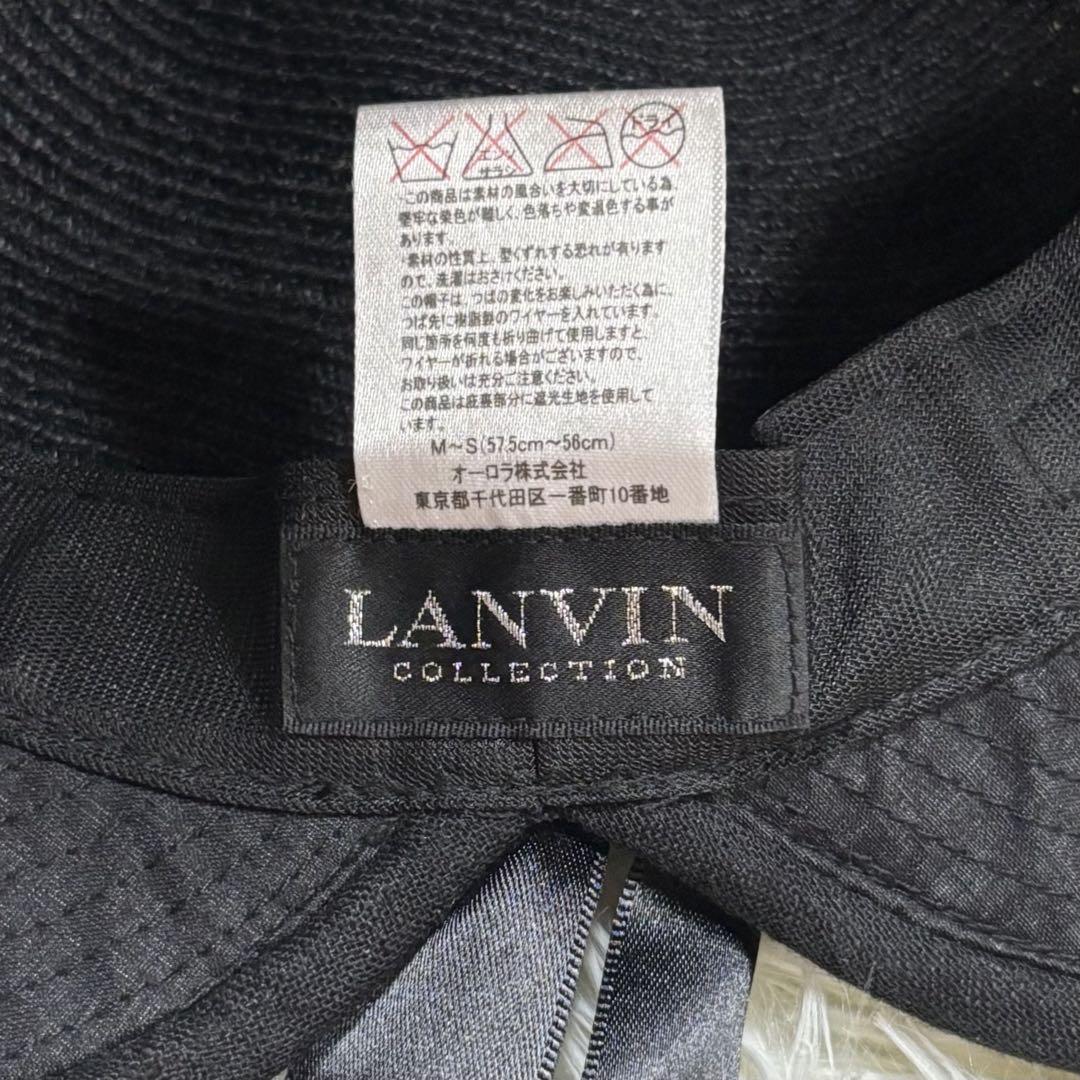 ドライ
エンソ
サラシ
この商品は素材の風合いを大切にしている為、
堅牢な染色が難しく、色落ちや変退色する事が
あります。
・素材の性質上、型くずれする恐れが有ります
ので、洗濯はおさけください。
この帽子は、つばの変化をお楽しみいただく為に、
つば先に樹脂製のワイヤーを入れています。
同じ箇所を何度も折り曲げて使用しますと、
ワイヤーが折れる場合がございますので、
お取り扱いは充分ご注意ください。
この商品は庇裏部分に遮光生地を使用して
います。
M～S(57.5cm～56cm)
オーロラ株式会社
東京都千代田区一番町10番地
LANVIN
COLLECTION